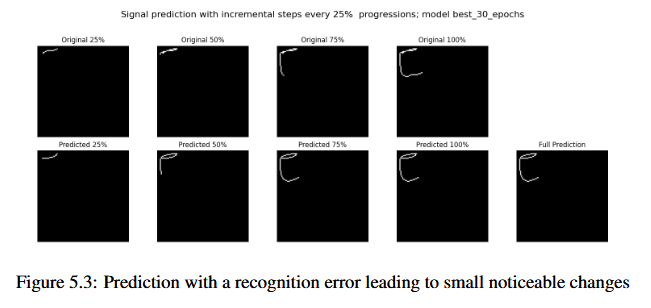 Signal prediction with incremental steps every 25% progressions; model best_30_epochs
Original 25%
Original 50%
Original 75%
Original 100%
Predicted 25%
Predicted 50%
Predicted 75%
Predicted 100%
Full Prediction
Figure 5.3: Prediction with a recognition error leading to small noticeable changes